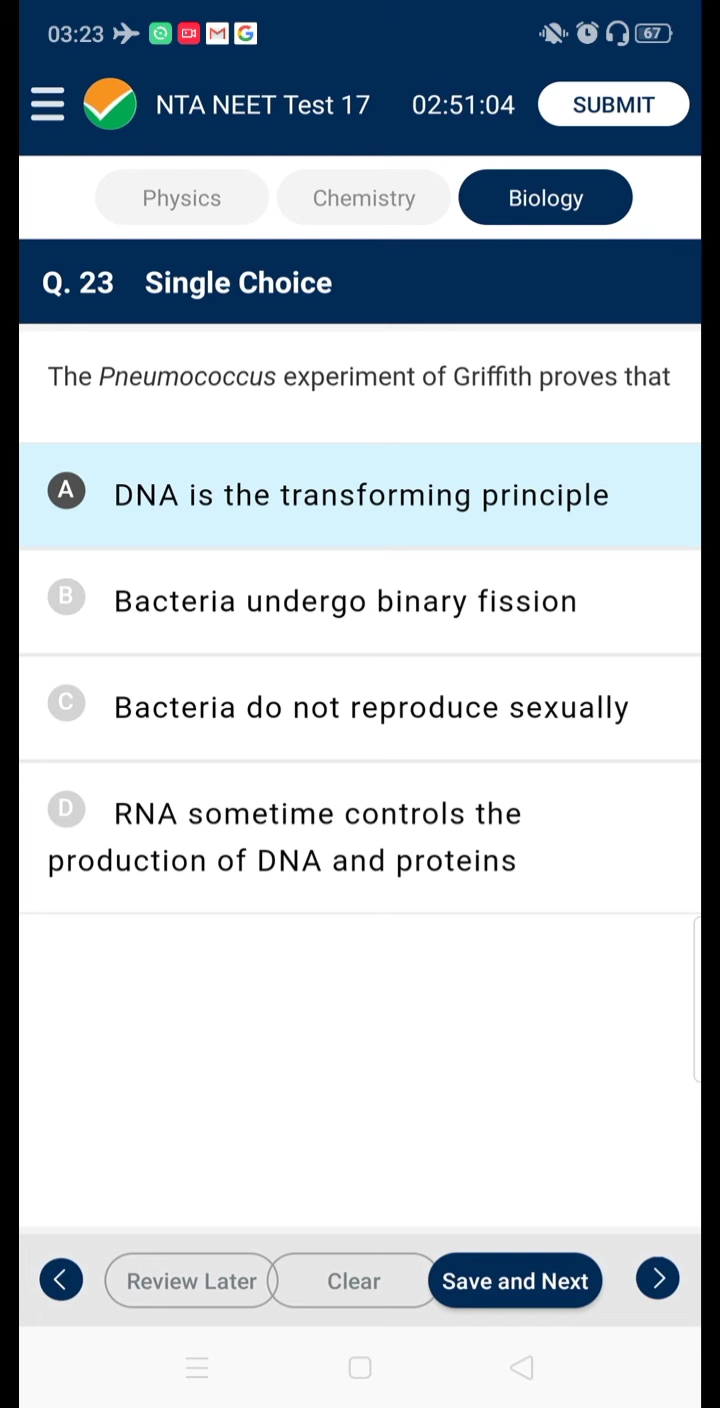 03:23
67
NTA NEET Test 17 02:51:04 SUBMIT
Physics Chemistry Biology
Q. 23 Single Choice
The Pneumococcus experiment of Griffith proves that
A DNA is the transforming principle
B Bacteria undergo binary fission
C Bacteria do not reproduce sexually
D RNA sometime controls the
production of DNA and proteins
Review Later Clear Save and Next